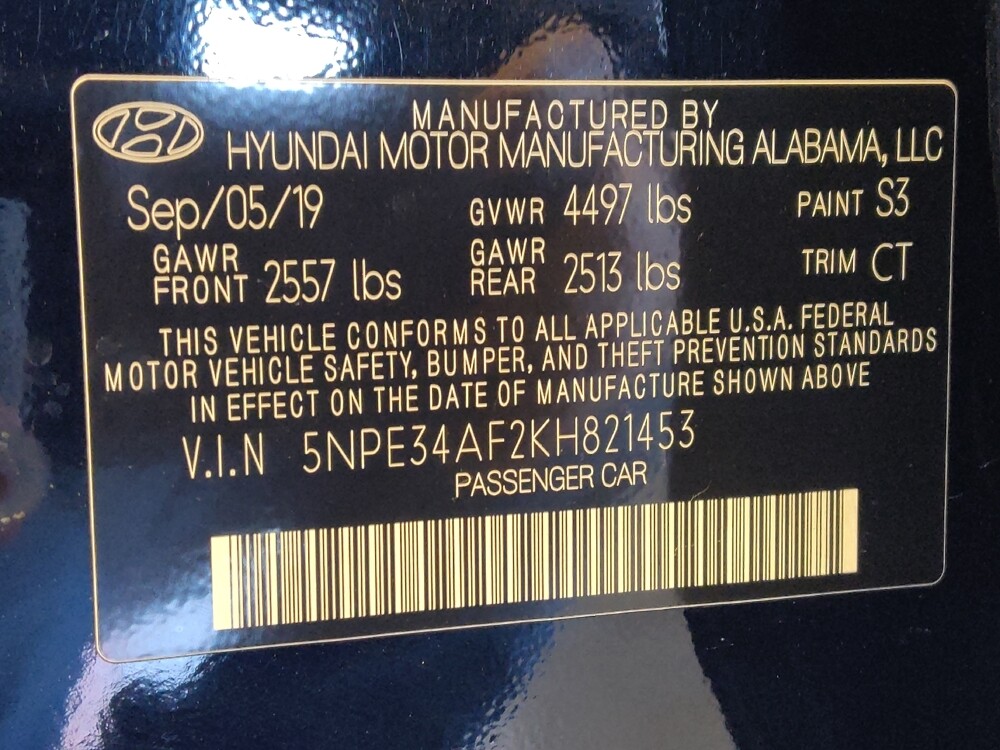 MANUFACTURED BY
HYUNDAI MOTOR MANUFACTURING ALABAMA, LLC
Sep/05/19 GVWR 4497 lbs PAINT S3
GAWR FRONT 2557 lbs GAWR REAR 2513 lbs TRIM CT
THIS VEHICLE CONFORMS TO ALL APPLICABLE U.S.A. FEDERAL
MOTOR VEHICLE SAFETY, BUMPER, AND THEFT PREVENTION STANDARDS
IN EFFECT ON THE DATE OF MANUFACTURE SHOWN ABOVE
V.I.N 5NPE34AF2KH821453
PASSENGER CAR